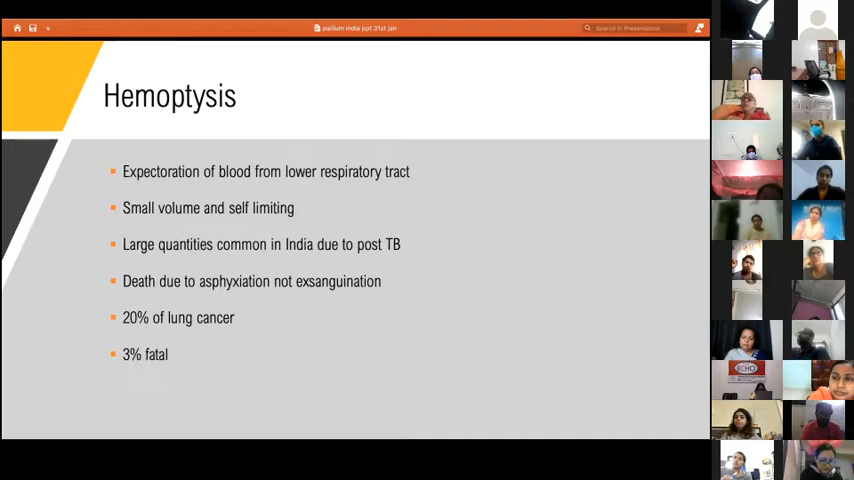 pallium india ppt 31st jan
Search in Presentation
Hemoptysis
Expectoration of blood from lower respiratory tract
Small volume and self limiting
Large quantities common in India due to post TB
Death due to asphyxiation not exsanguination
20% of lung cancer
3% fatal
ECHO